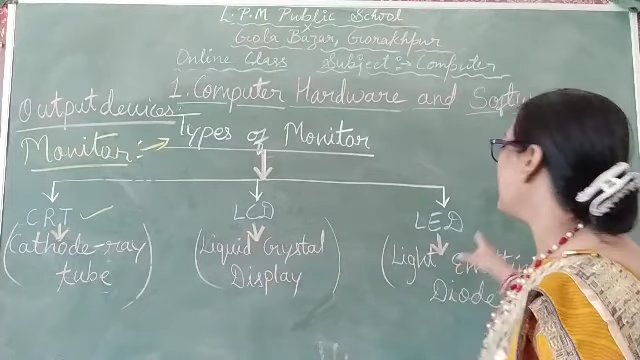 L.P.M Public School
Gola Bazar, Gorakhpur
Online Class Subject:- Computer
1. Computer Hardware and
Output devices:
Types of Monitor
Monitor:-
CRT ✓ LCD LED
(Cathode-ray tube) (Liquid Crystal Display) (Light
Diode